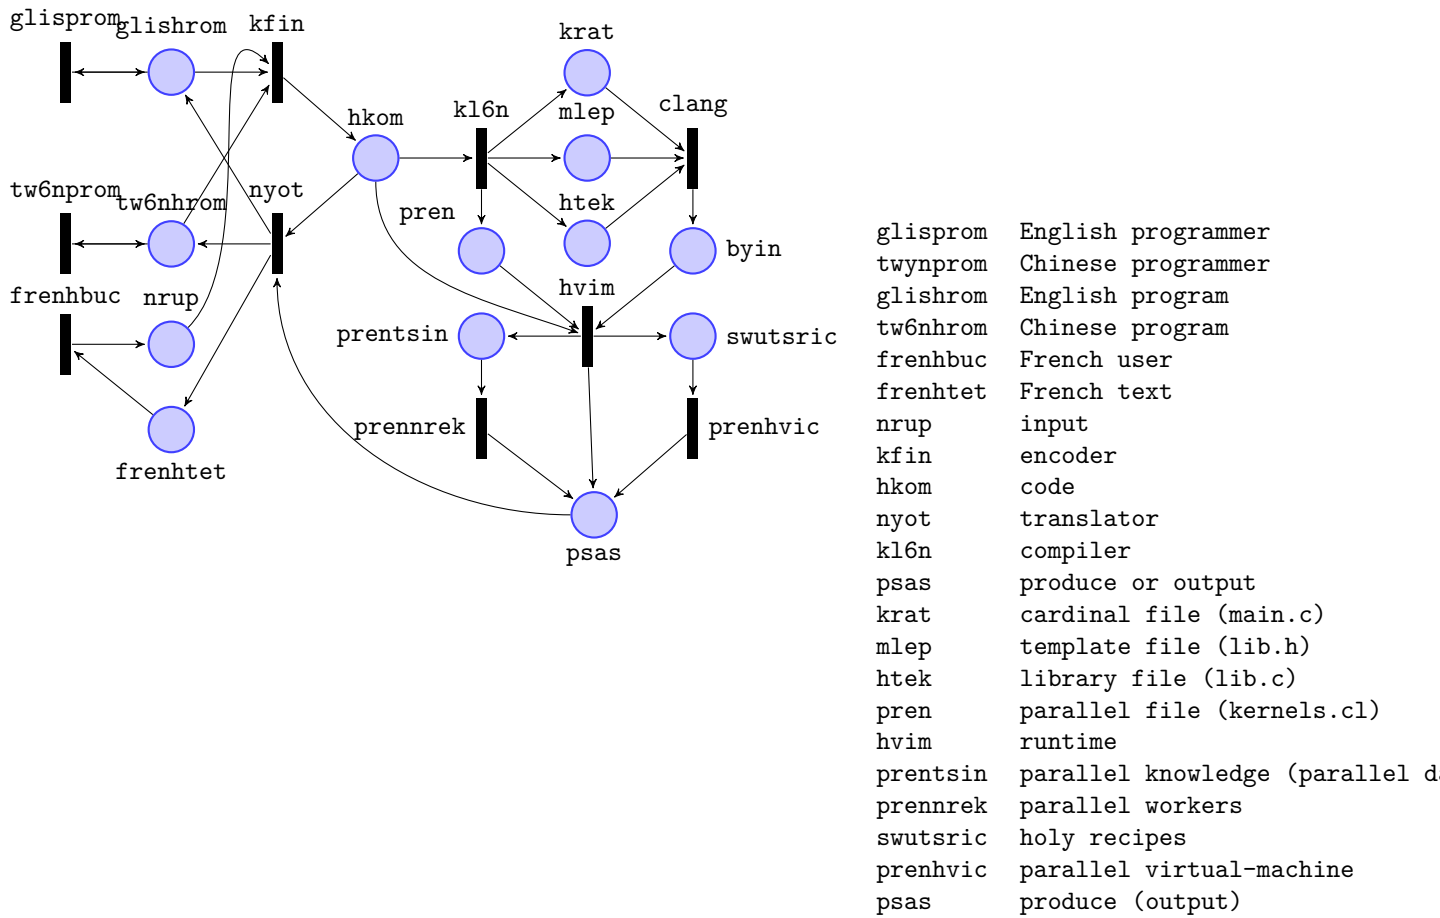 glisprom
glishrom
kfin
krat
hkom
kl6n
mlep
clang
tw6nprom
tw6nhrom
nyot
pren
htek
byin
frenhbuc
nrup
hvim
prentsin
swutsric
prennrek
prenhvic
frenhtet
psas
glisprom English programmer
twynprom Chinese programmer
glishrom English program
tw6nhrom Chinese program
frenhbuc French user
frenhtet French text
nrup input
kfin encoder
hkom code
nyot translator
kl6n compiler
psas produce or output
krat cardinal file (main.c)
mlep template file (lib.h)
htek library file (lib.c)
pren parallel file (kernels.cl)
hvim runtime
prentsin parallel knowledge (parallel
prennrek parallel workers
swutsric holy recipes
prenhvic parallel virtual-machine
psas produce (output)